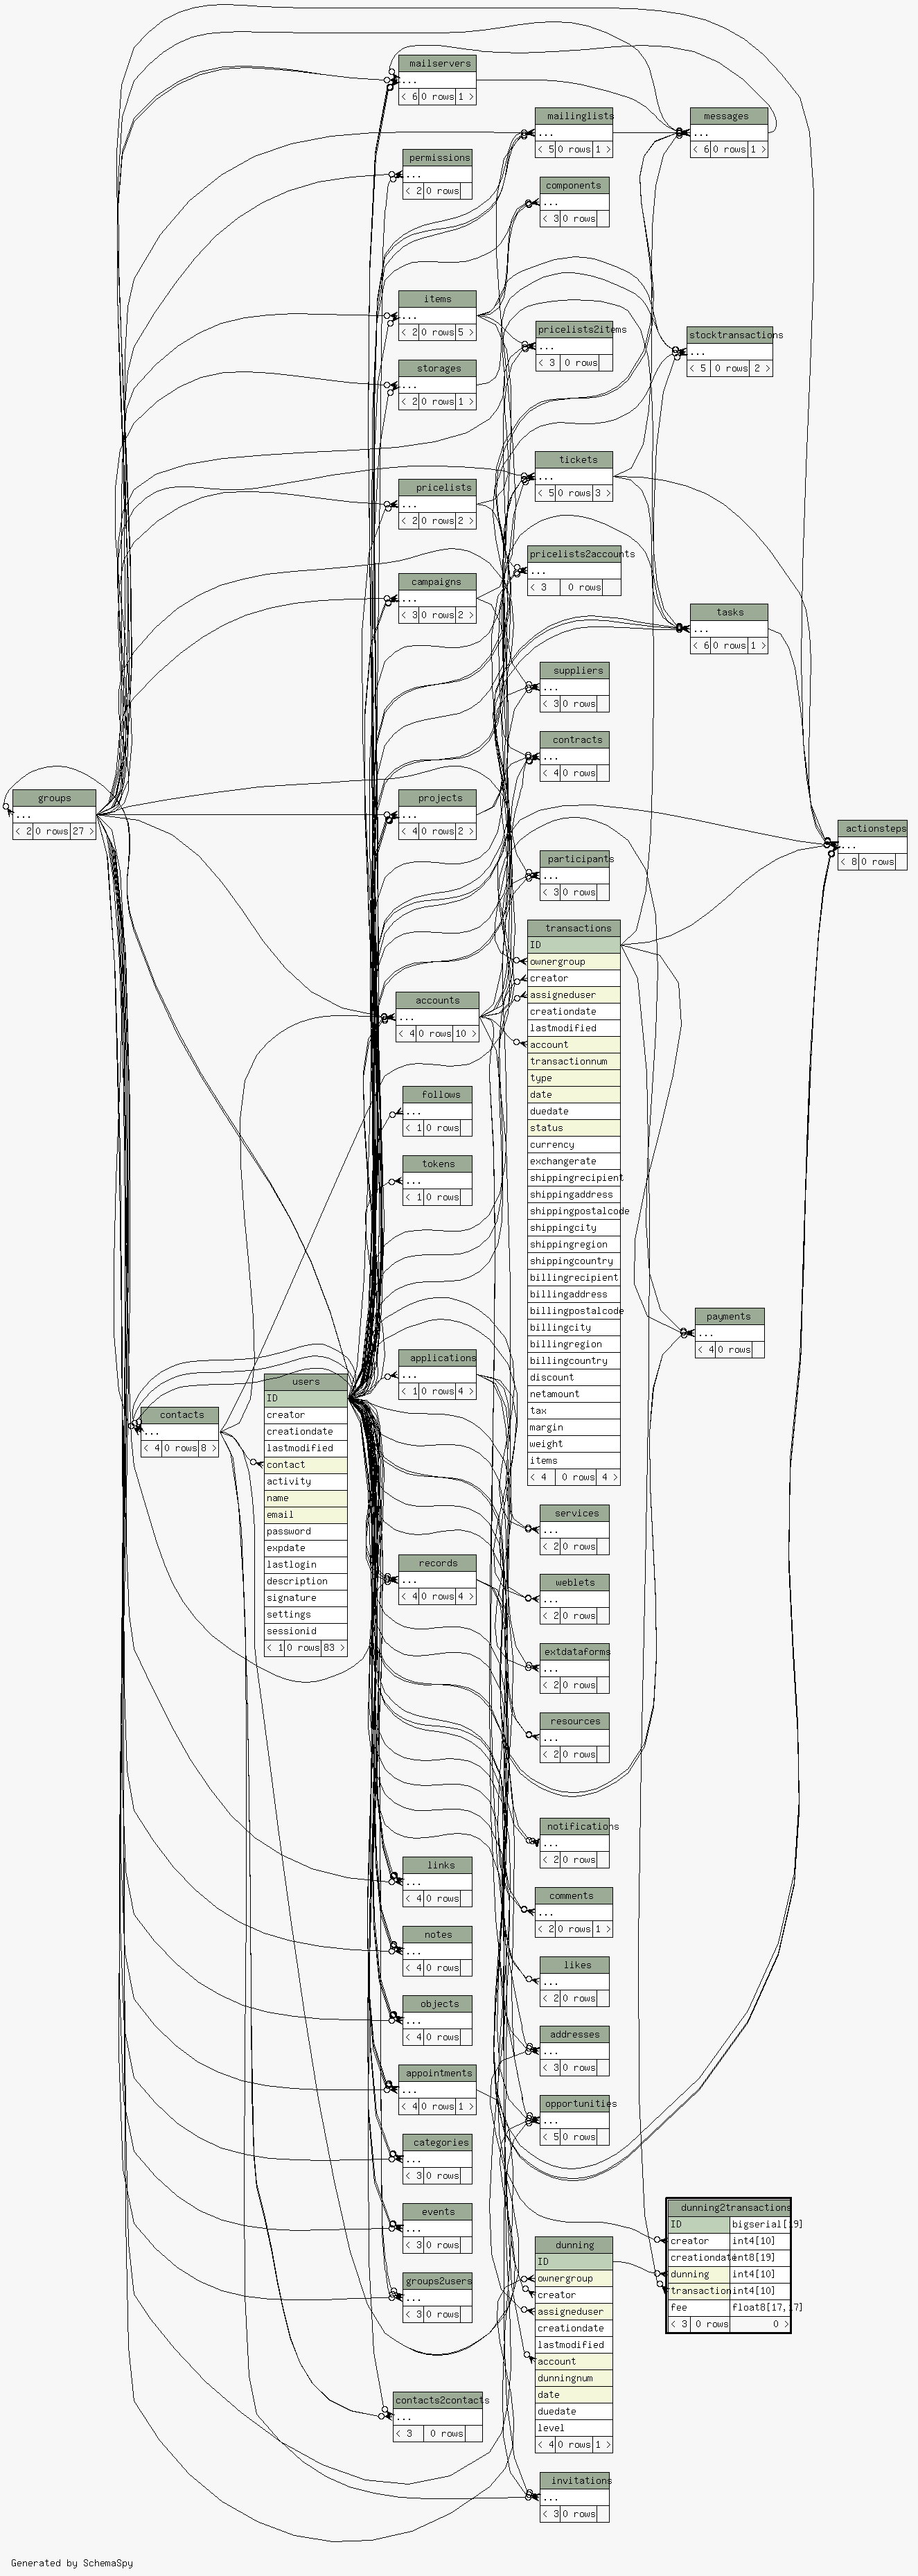 mailservers
...
< 6 0 rows 1 >
mailinglists
...
< 5 0 rows 1 >
messages
...
< 6 0 rows 1 >
permissions
...
< 2 0 rows
components
...
< 3 0 rows
items
...
< 2 0 rows 5 >
pricelists2items
...
< 3 0 rows
stocktransactions
...
< 5 0 rows 2 >
storages
...
< 2 0 rows 1 >
tickets
...
< 5 0 rows 3 >
pricelists
...
< 2 0 rows 2 >
pricelists2accounts
...
< 3 0 rows
campaigns
...
< 3 0 rows 2 >
tasks
...
< 6 0 rows 1 >
suppliers
...
< 3 0 rows
contracts
...
< 4 0 rows
groups
...
< 2 0 rows 27 >
projects
...
< 4 0 rows 2 >
actionsteps
...
< 8 0 rows
participants
...
< 3 0 rows
transactions
ID
ownergroup
creator
assigneduser
creationdate
lastmodified
account
transactionnum
type
date
duedate
status
currency
exchangerate
shippingrecipient
shippingaddress
shippingpostalcode
shippingcity
shippingregion
shippingcountry
billingrecipient
billingaddress
billingpostalcode
billingcity
billingregion
billingcountry
discount
netamount
tax
margin
weight
items
< 4 0 rows 4 >
accounts
...
< 4 0 rows 10 >
follows
...
< 1 0 rows
tokens
...
< 1 0 rows
payments
...
< 4 0 rows
applications
...
< 1 0 rows 4 >
users
ID
creator
creationdate
lastmodified
contact
activity
name
email
password
expdate
lastlogin
description
signature
settings
sessionid
< 1 0 rows 83 >
contacts
...
< 4 0 rows 8 >
services
...
< 2 0 rows
records
...
< 4 0 rows 4 >
weblets
...
< 2 0 rows
extdataforms
...
< 2 0 rows
resources
...
< 2 0 rows
notifications
...
< 2 0 rows
links
...
< 4 0 rows
comments
...
< 2 0 rows 1 >
notes
...
< 4 0 rows
likes
...
< 2 0 rows
objects
...
< 4 0 rows
addresses
...
< 3 0 rows
appointments
...
< 4 0 rows 1 >
opportunities
...
< 5 0 rows
categories
...
< 3 0 rows
events
...
< 3 0 rows
dunning2transactions
ID bigserial[19]
creator int4[10]
creationdate int8[19]
dunning int4[10]
transaction int4[10]
fee float8[17,17]
< 3 0 rows 0 >
groups2users
...
< 3 0 rows
dunning
ID
ownergroup
creator
assigneduser
creationdate
lastmodified
account
dunningnum
date
duedate
level
< 4 0 rows 1 >
contacts2contacts
...
< 3 0 rows
invitations
...
< 3 0 rows
Generated by SchemaSpy